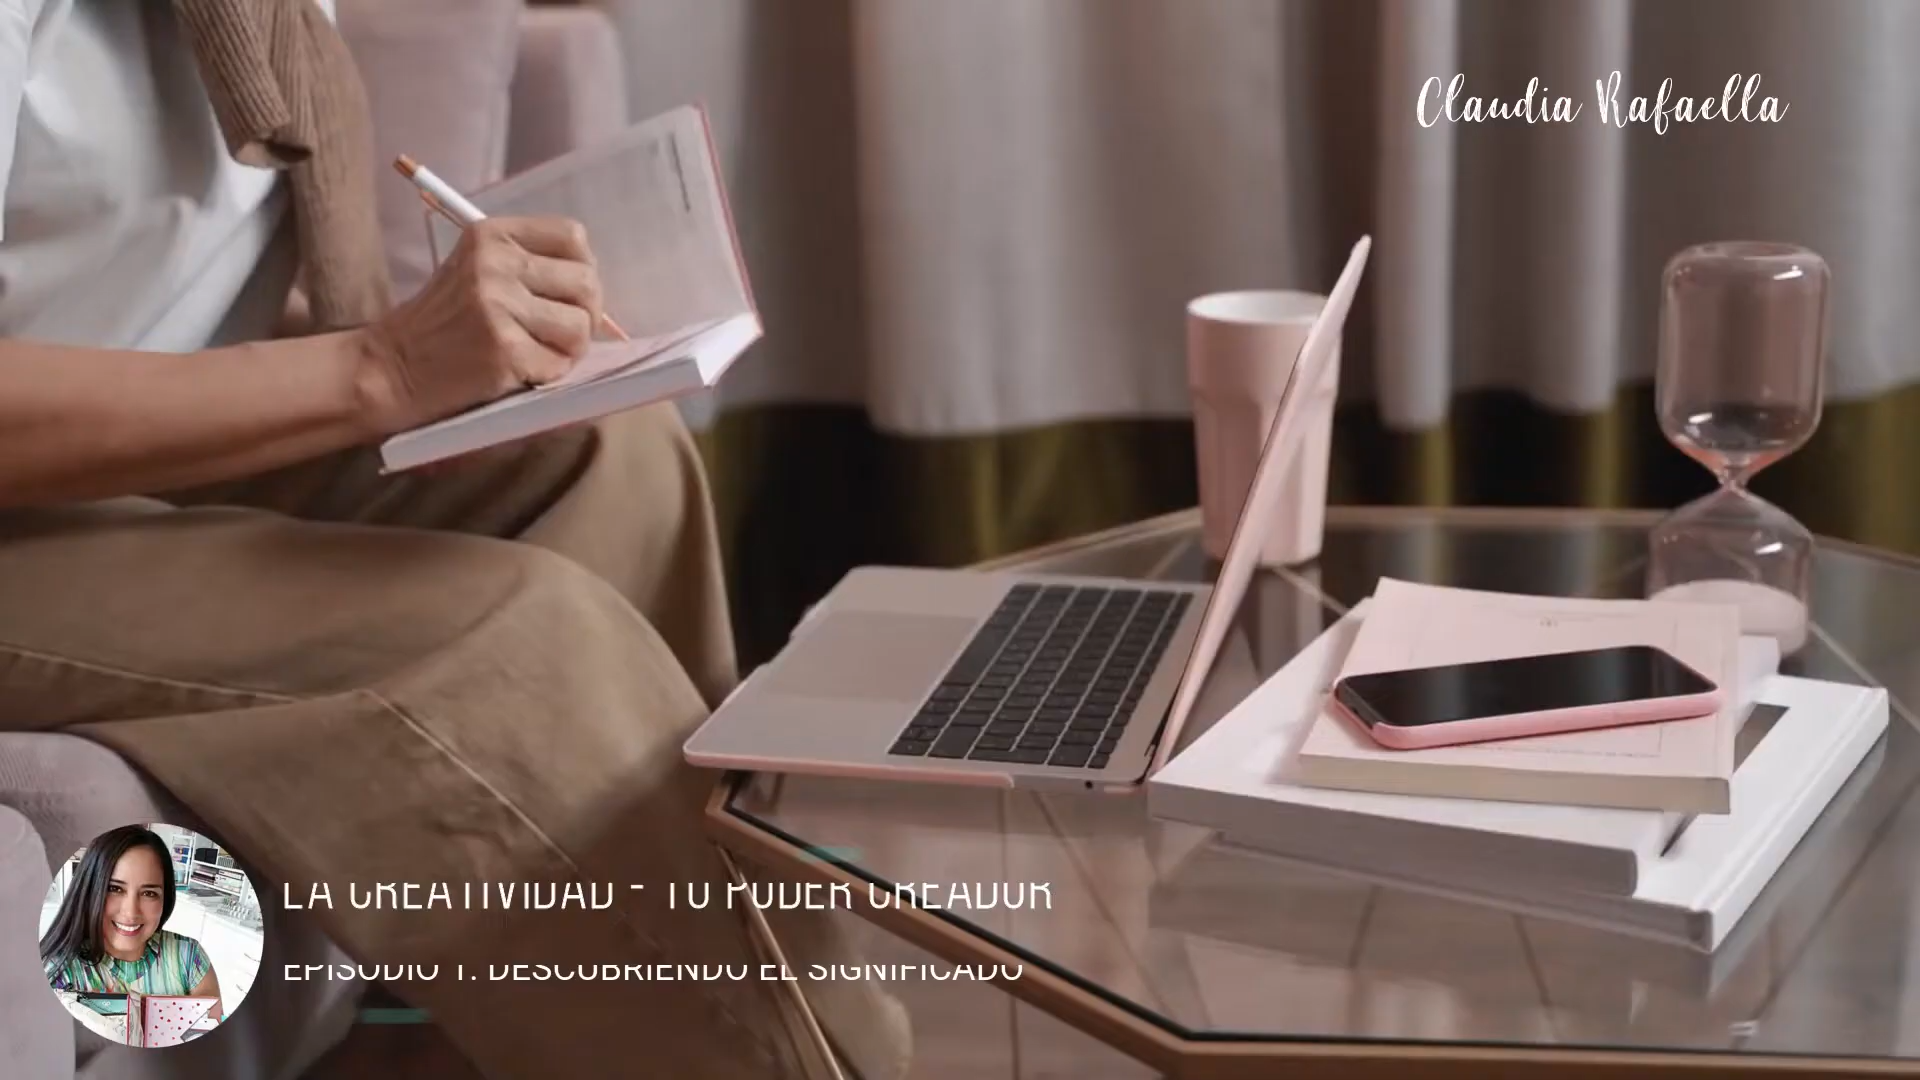 Claudia Rafaella
LA CREATIVIDAD - TU PODER CREADOR
EPISODIO 1: DESCUBRIENDO EL SIGNIFICADO